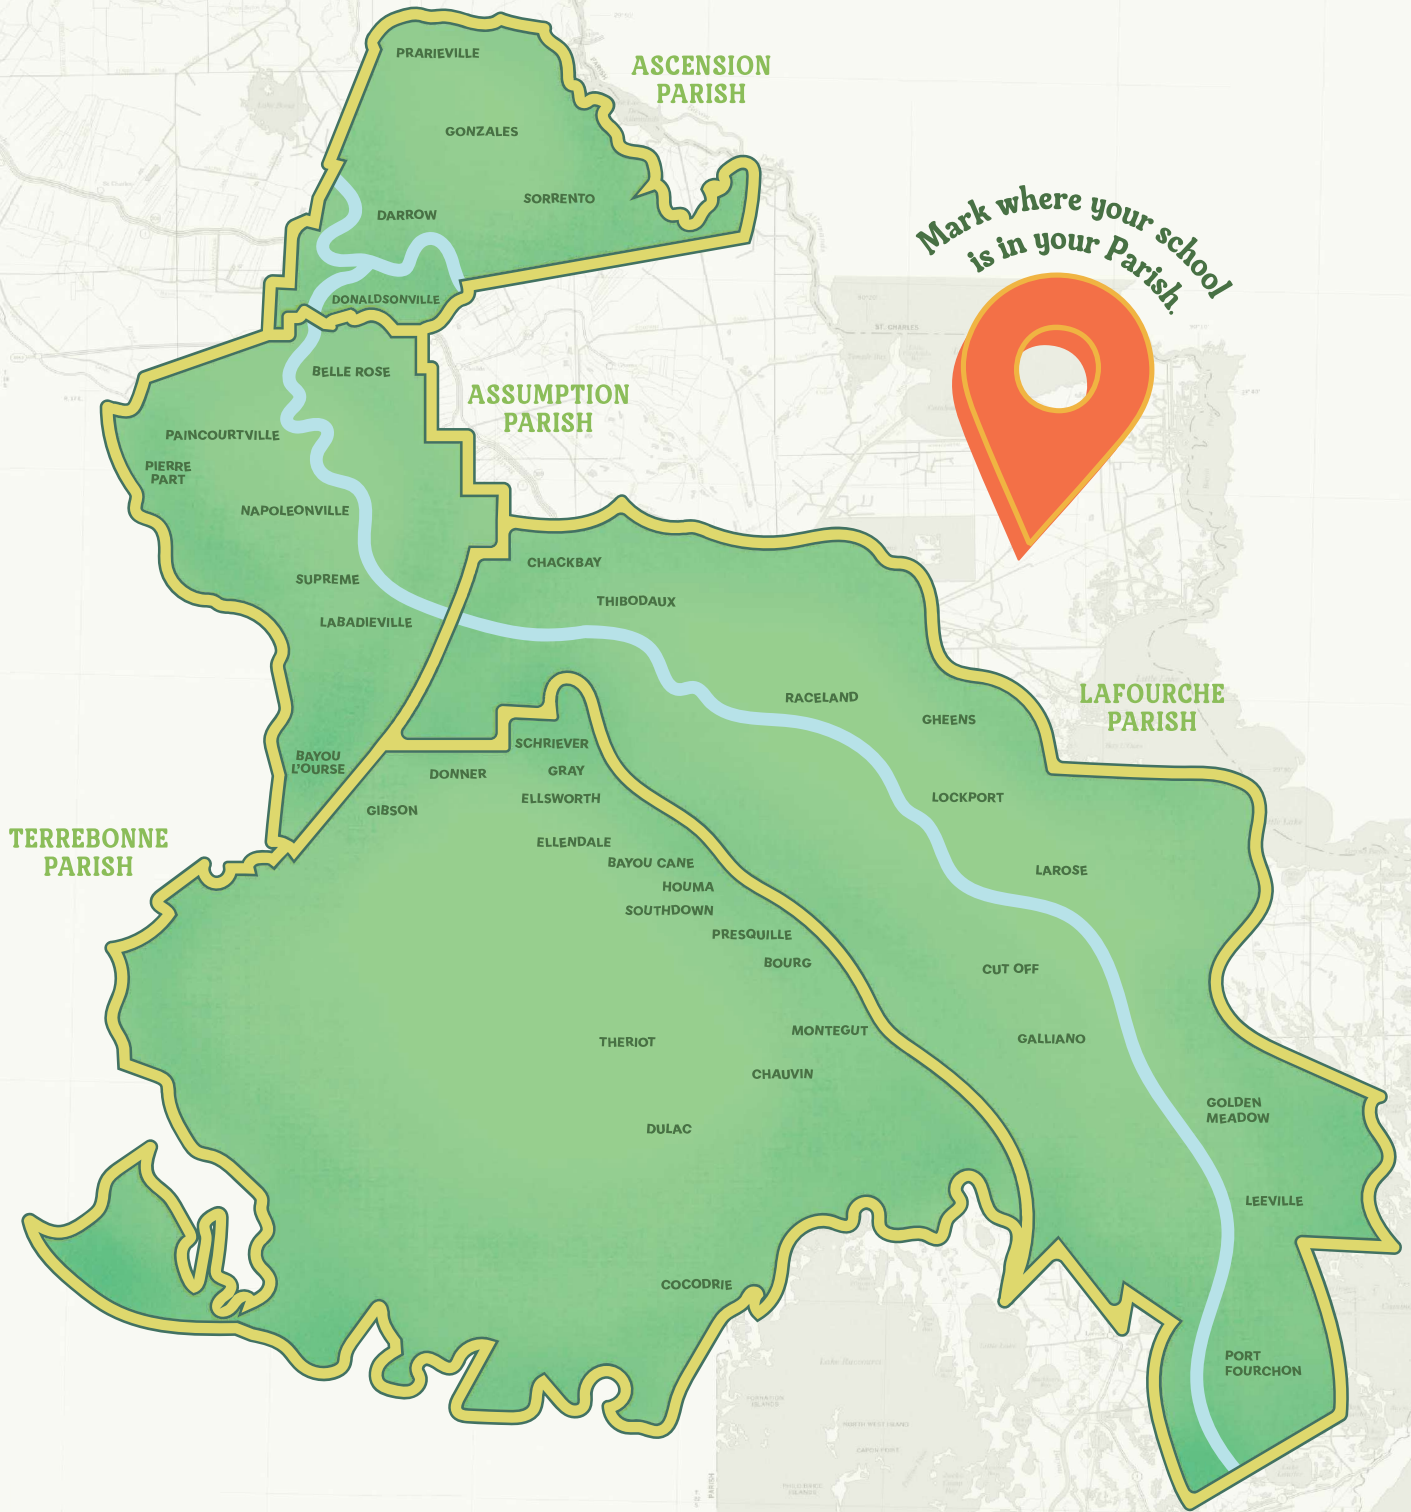 PRARIEVILLE
ASCENSION
PARISH
GONZALES
SORRENTO
DARROW
Mark where your school
is in your Parish.
DONALDSONVILLE
ST. CHARLES
BELLE ROSE
ASSUMPTION
PARISH
PAINCOURTVILLE
PIERRE
PART
NAPOLEONVILLE
CHACKBAY
SUPREME
THIBODAUX
LABADIEVILLE
RACELAND
LAFOURCHE
PARISH
GHEENS
SCHRIEVER
BAYOU
L'OURSE
DONNER
GRAY
ELLSWORTH
LOCKPORT
GIBSON
TERREBONNE
PARISH
ELLENDALE
BAYOU CANE
LAROSE
HOUMA
SOUTHDOWN
PRESQUILLE
BOURG
CUT OFF
MONTEGUT
THERIOT
GALLIANO
CHAUVIN
GOLDEN
MEADOW
DULAC
LEEVILLE
COCODRIE
PORT
FOURCHON
PARISH